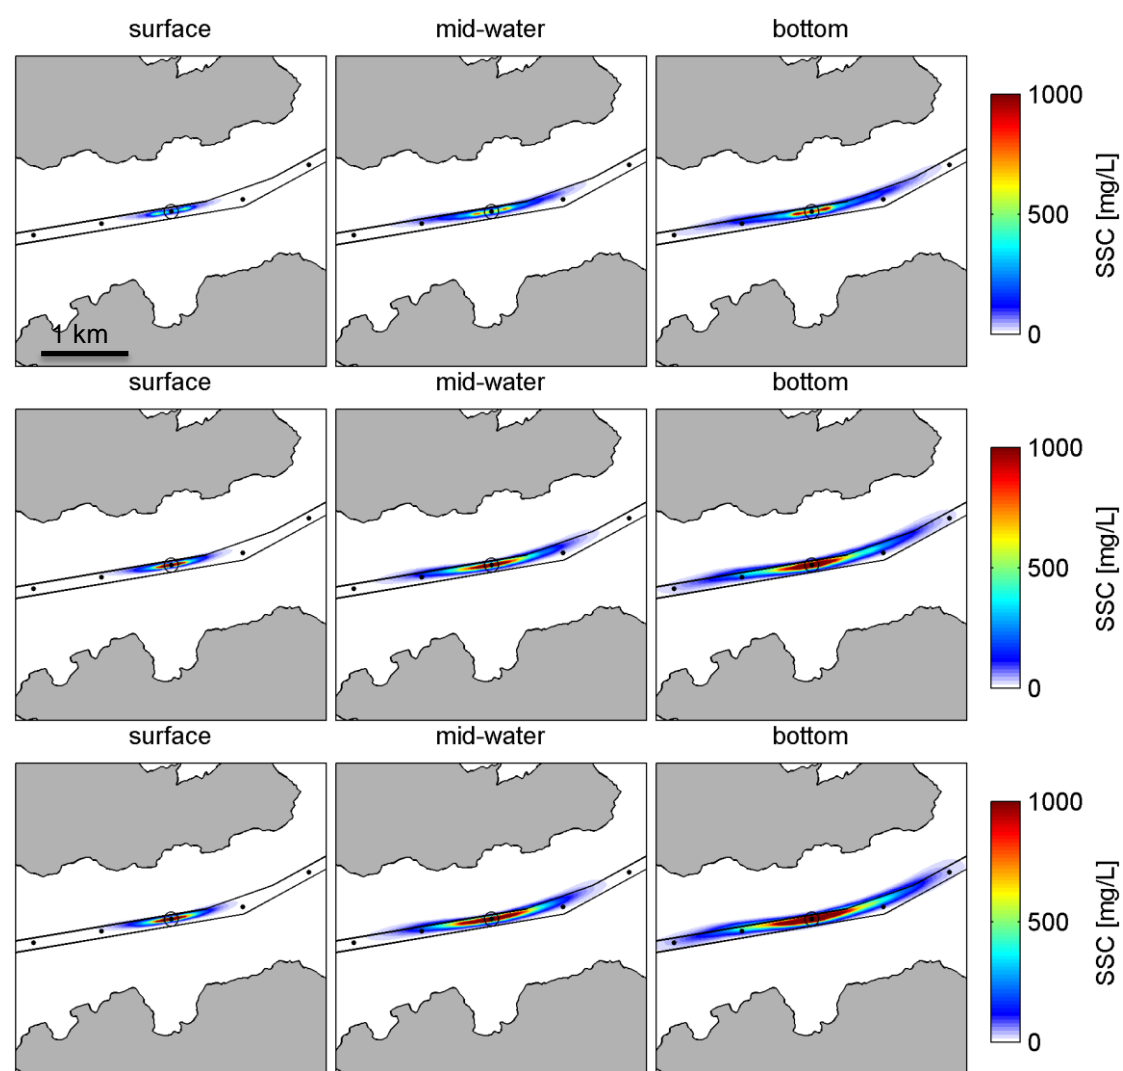 surface mid-water bottom
1000
500
0
SSC [mg/L]
1 km
surface mid-water bottom
1000
500
0
SSC [mg/L]
surface mid-water bottom
1000
500
0
SSC [mg/L]